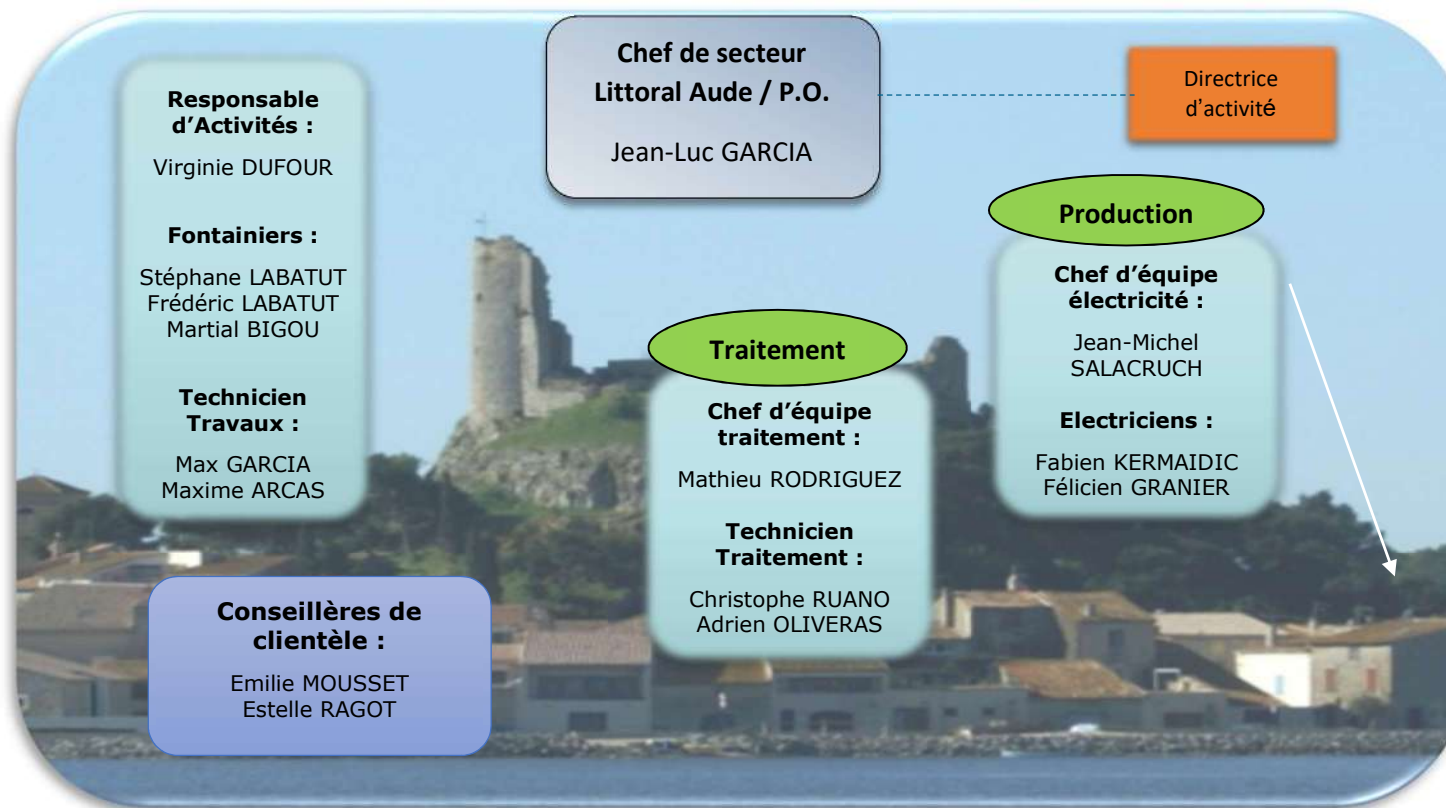 Chef de secteur
Littoral Aude / P.O.
Jean-Luc GARCIA
Directrice
d'activité
Responsable
d'Activités :
Virginie DUFOUR
Fontainiers :
Stéphane LABATUT
Frédéric LABATUT
Martial BIGOU
Technicien
Travaux :
Max GARCIA
Maxime ARCAS
Conseillères de
clientèle :
Emilie MOUSSET
Estelle RAGOT
Traitement
Chef d'équipe
traitement :
Mathieu RODRIGUEZ
Technicien
Traitement :
Christophe RUANO
Adrien OLIVERAS
Production
Chef d'équipe
électricité :
Jean-Michel
SALACRUCH
Electriciens :
Fabien KERMAIDIC
Félicien GRANIER